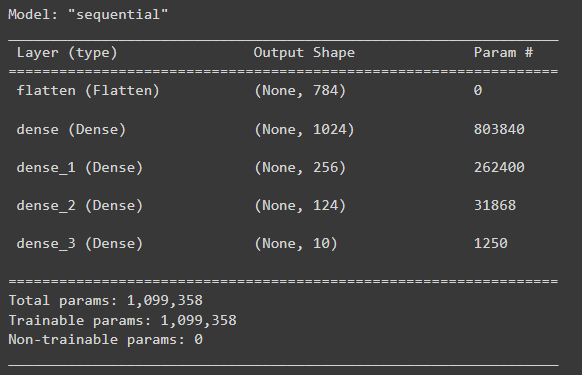 Model: "sequential"
Layer (type) Output Shape Param #
flatten (Flatten) (None, 784) 0
dense (Dense) (None, 1024) 803840
dense_1 (Dense) (None, 256) 262400
dense_2 (Dense) (None, 124) 31868
dense_3 (Dense) (None, 10) 1250
Total params: 1,099,358
Trainable params: 1,099,358
Non-trainable params: 0